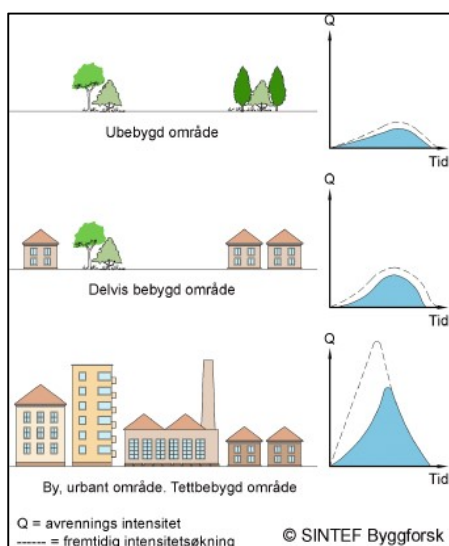 Q
Ubebygd område
Tid
Q
Delvis bebygd område
Tid
Q
By, urbant område. Tettbebygd område
Tid
Q = avrennings intensitet
------ = fremtidig intensitetsøkning
© SINTEF Byggforsk